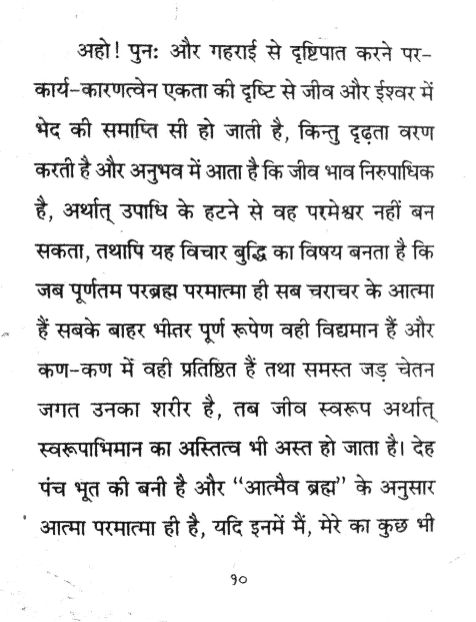 अहो! पुनः और गहराई से दृष्टिपात करने पर-
कार्य-कारणत्वेन एकता की दृष्टि से जीव और ईश्वर में
भेद की समाप्ति सी हो जाती है, किन्तु दृढ़ता वरण
करती है और अनुभव में आता है कि जीव भाव निरुपाधिक
है, अर्थात् उपाधि के हटने से वह परमेश्वर नहीं बन
सकता, तथापि यह विचार बुद्धि का विषय बनता है कि
जब पूर्णतम परब्रह्म परमात्मा ही सब चराचर के आत्मा
हैं सबके बाहर भीतर पूर्ण रूपेण वही विद्यमान हैं और
कण-कण में वही प्रतिष्ठित हैं तथा समस्त जड़ चेतन
जगत उनका शरीर है, तब जीव स्वरूप अर्थात्
स्वरूपाभिमान का अस्तित्व भी अस्त हो जाता है। देह
पंच भूत की बनी है और “आत्मैव ब्रह्म” के अनुसार
आत्मा परमात्मा ही है, यदि इनमें मैं, मेरे का कुछ भी
१०